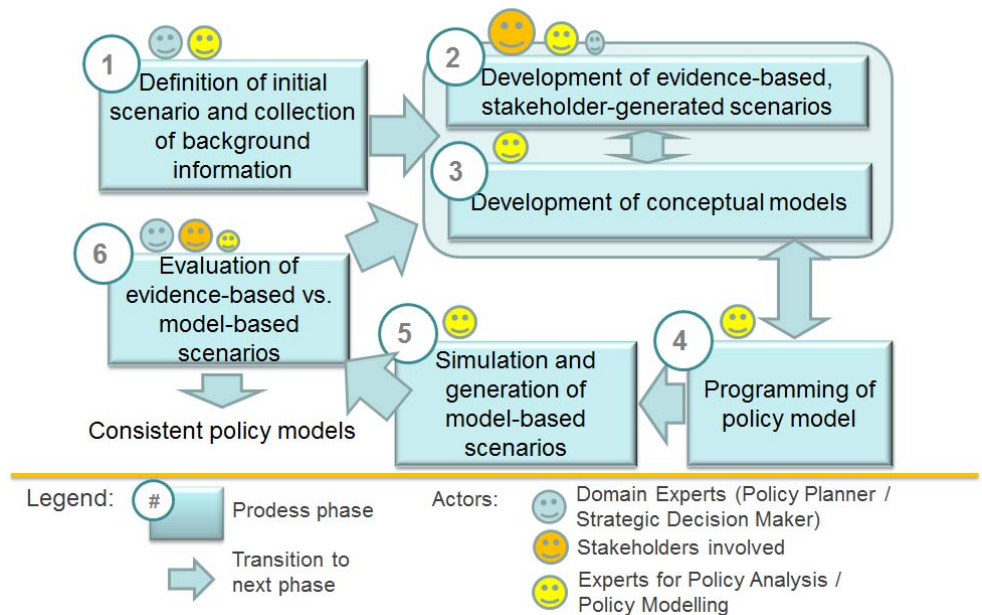 1
Definition of initial
scenario and collection
of background
information
2
Development of evidence-based,
stakeholder-generated scenarios
3
Development of conceptual models
6
Evaluation of
evidence-based vs.
model-based
scenarios
5
Simulation and
generation of
model-based
scenarios
4
Programming of
policy model
Consistent policy models
Legend:
#
Prodess phase
Transition to
next phase
Actors:
Domain Experts (Policy Planner /
Strategic Decision Maker)
Stakeholders involved
Experts for Policy Analysis /
Policy Modelling